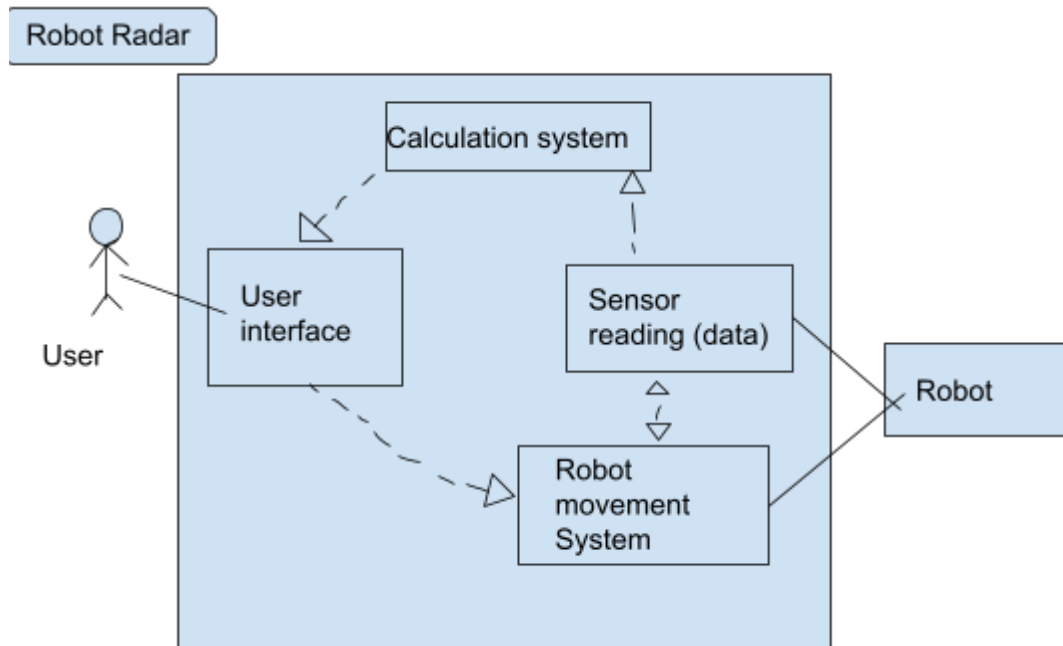 Robot Radar
Calculation system
User
interface
Sensor
reading (data)
User
Robot
Robot
movement
System